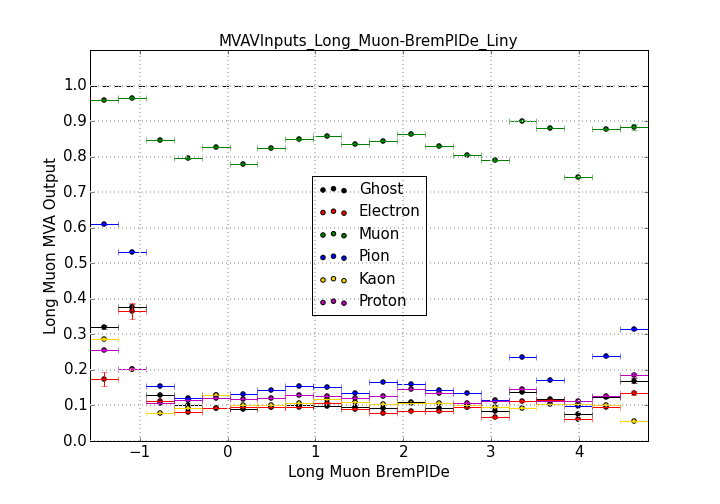 MVAVInputs_Long_Muon-BremPIDe_Liny
Long Muon MVA Output
1.0
0.9
0.8
0.7
0.6
0.5
0.4
0.3
0.2
0.1
0.0
Ghost
Electron
Muon
Pion
Kaon
Proton
−1 0 1 2 3 4
Long Muon BremPIDe